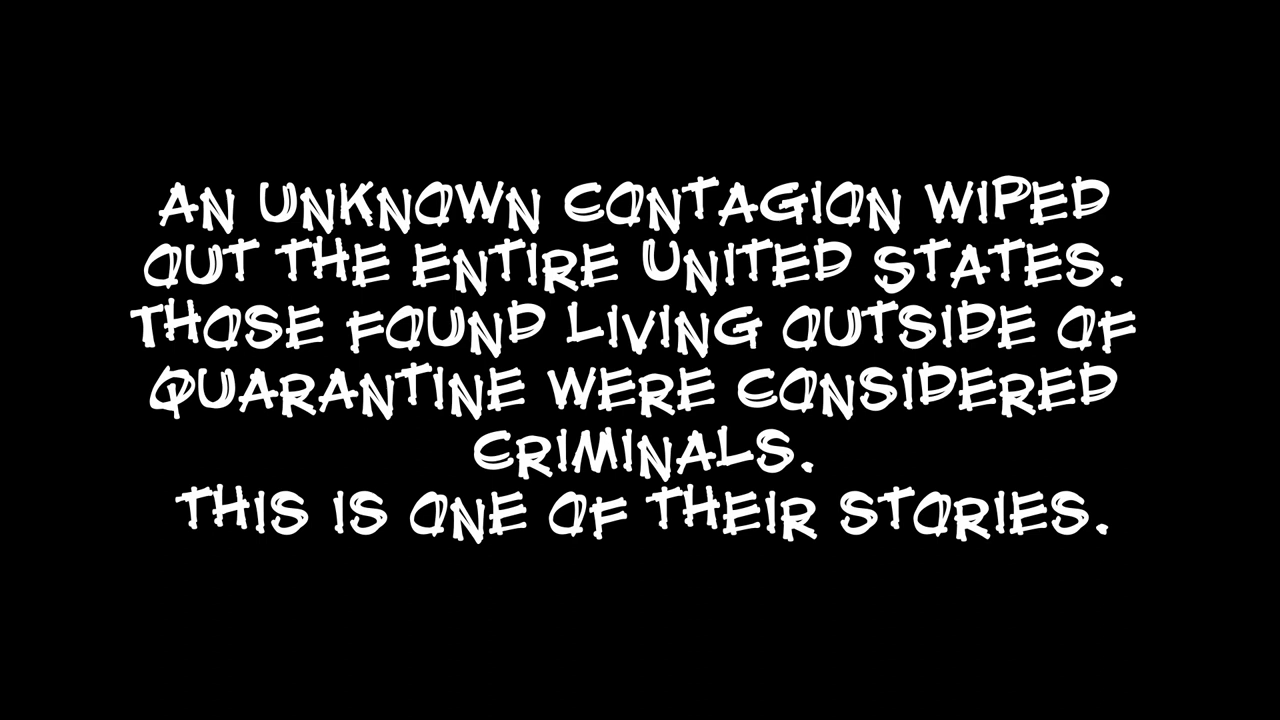 AN UNKNOWN CONTAGION WIPED
OUT THE ENTIRE UNITED STATES.
THOSE FOUND LIVING OUTSIDE OF
QUARANTINE WERE CONSIDERED
CRIMINALS.
THIS IS ONE OF THEIR STORIES.